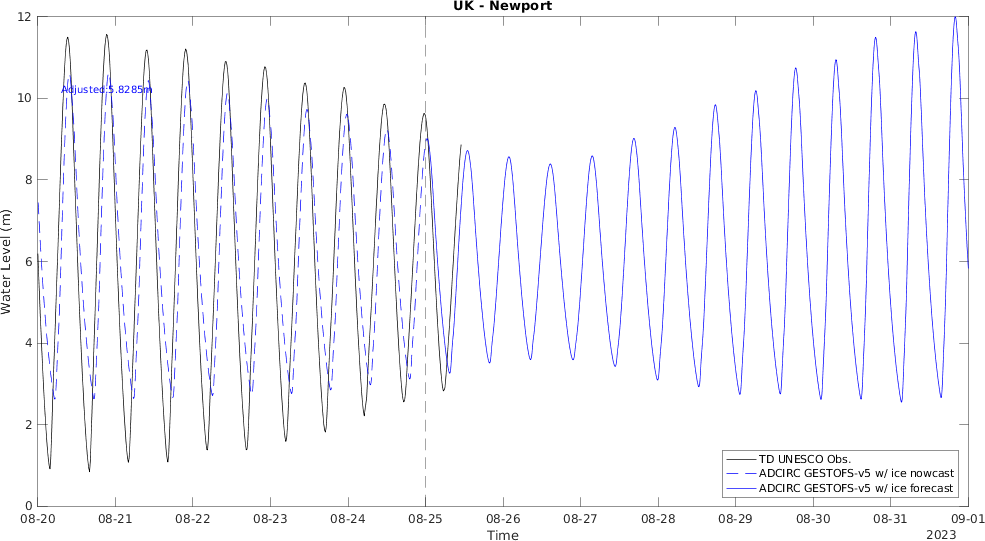 UK - Newport
12
10
8
6
4
2
0
Water Level (m)
Adjusted:5.8285m
TD UNESCO Obs.
ADCIRC GESTOFS-v5 w/ ice nowcast
ADCIRC GESTOFS-v5 w/ ice forecast
08-20 08-21 08-22 08-23 08-24 08-25 08-26 08-27 08-28 08-29 08-30 08-31 09-01
Time
2023